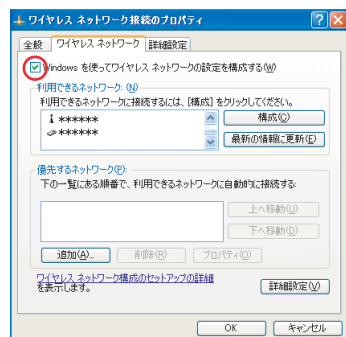 ワイヤレス ネットワーク接続のプロパティ
全般 ワイヤレス ネットワーク 詳細設定
Windows を使ってワイヤレス ネットワークの設定を構成する(W)
利用できるネットワーク: (N)
利用できるネットワークに接続するには、[構成] をクリックしてください。
****** 構成(C)
****** 最新の情報に更新(E)
優先するネットワーク(P):
下の一覧にある順番で、利用できるネットワークに自動的に接続する:
上へ移動(U)
下へ移動(D)
追加(A)... 削除(R) プロパティ(O)
ワイヤレス ネットワーク構成のセットアップの詳細
を表示します。 詳細設定(V)
OK キャンセル